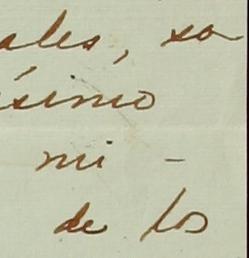 ales, sa
ísimo
mi -
de los